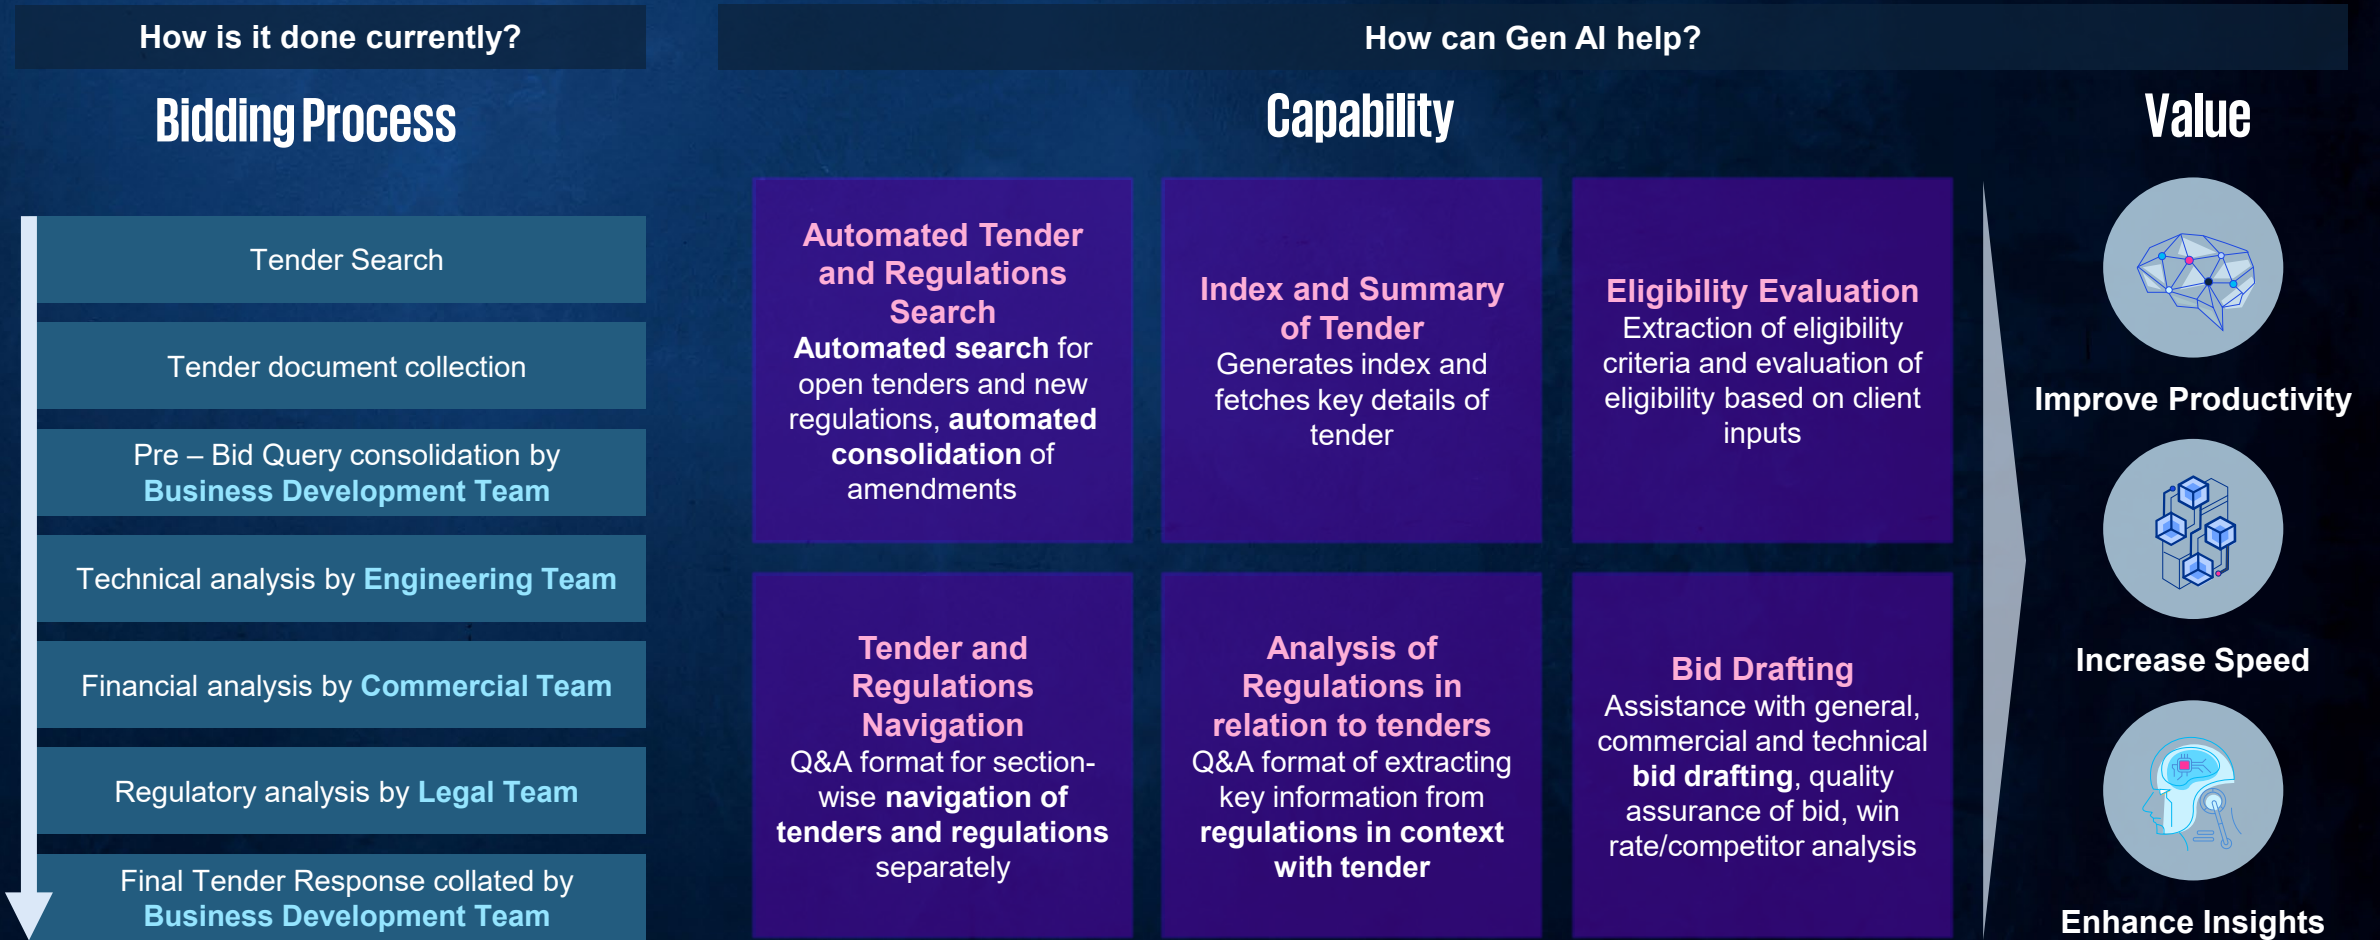 How is it done currently?
How can Gen AI help?
Bidding Process
Tender Search
Tender document collection
Pre – Bid Query consolidation by
Business Development Team
Technical analysis by Engineering Team
Financial analysis by Commercial Team
Regulatory analysis by Legal Team
Final Tender Response collated by
Business Development Team
Capability
Automated Tender
and Regulations
Search
Automated search for
open tenders and new
regulations, automated
consolidation of
amendments
Index and Summary
of Tender
Generates index and
fetches key details of
tender
Eligibility Evaluation
Extraction of eligibility
criteria and evaluation of
eligibility based on client
inputs
Tender and
Regulations
Navigation
Q&A format for section-
wise navigation of
tenders and regulations
separately
Analysis of
Regulations in
relation to tenders
Q&A format of extracting
key information from
regulations in context
with tender
Bid Drafting
Assistance with general,
commercial and technical
bid drafting, quality
assurance of bid, win
rate/competitor analysis
Value
Improve Productivity
Increase Speed
Enhance Insights